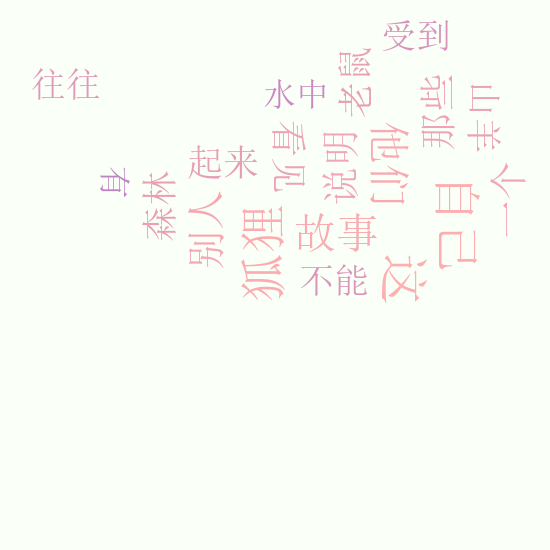 受到
往往
老鼠
水中
那些
山羊
看见
说明
他们
起来
有
森林
别人
一个
自己
狐狸
故事
不能
这